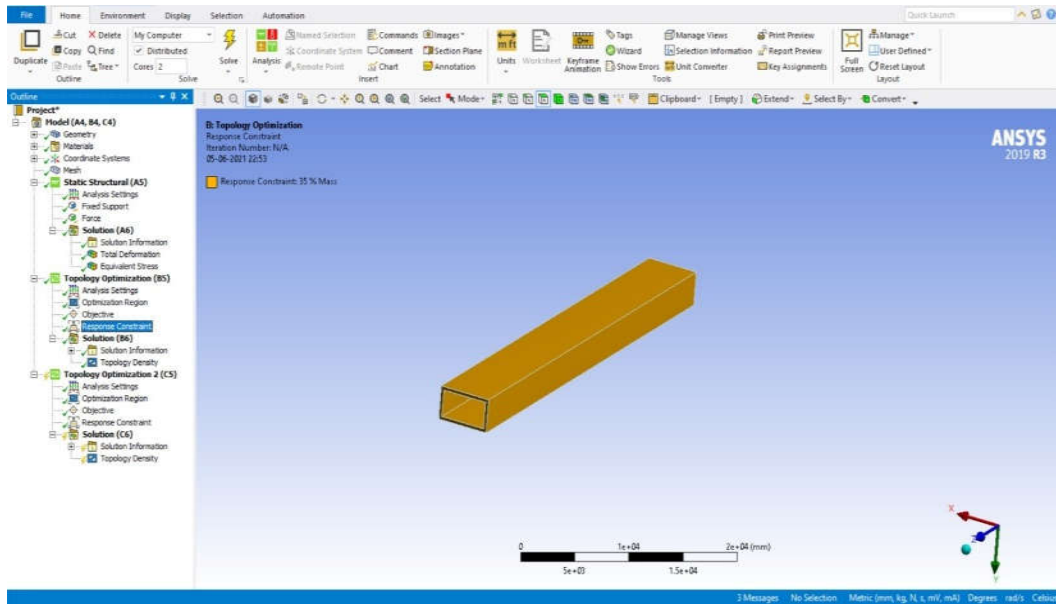 File Home Environment Display Selection Automation Quick Launch
Cut Delete My Computer Named Selection Commands Images Tags Manage Views Print Preview Manage
Duplicate Copy Find Distributed Solve Analysis Coordinate System Comment Section Plane Units Worksheet Keyframe Animation Wizard Selection Information Report Preview Full Screen User Defined
Paste Tree Cores 2 Remote Point Chart Annotation Show Errors Unit Converter Key Assignments Reset Layout
Outline Solve Insert Tools Layout
Outline
Select Mode Clipboard [Empty] Extend Select By Convert
Project*
Model (A4, B4, C4)
Geometry
Materials
Coordinate Systems
Mesh
Static Structural (A5)
Analysis Settings
Fixed Support
Force
Solution (A6)
Solution Information
Total Deformation
Equivalent Stress
Topology Optimization (B5)
Analysis Settings
Optimization Region
Objective
Response Constraint
Solution (B6)
Solution Information
Topology Density
Topology Optimization 2 (C5)
Analysis Settings
Optimization Region
Objective
Response Constraint
Solution (C6)
Solution Information
Topology Density
B: Topology Optimization
Response Constraint
Iteration Number: N/A
05-06-2021 22:53
Response Constraint: 35 % Mass
ANSYS
2019 R3
X
Z
Y
0 1e+04 2e+04 (mm)
5e+03 1.5e+04
3 Messages No Selection Metric (mm, kg, N, s, mV, mA) Degrees rad/s Celsius